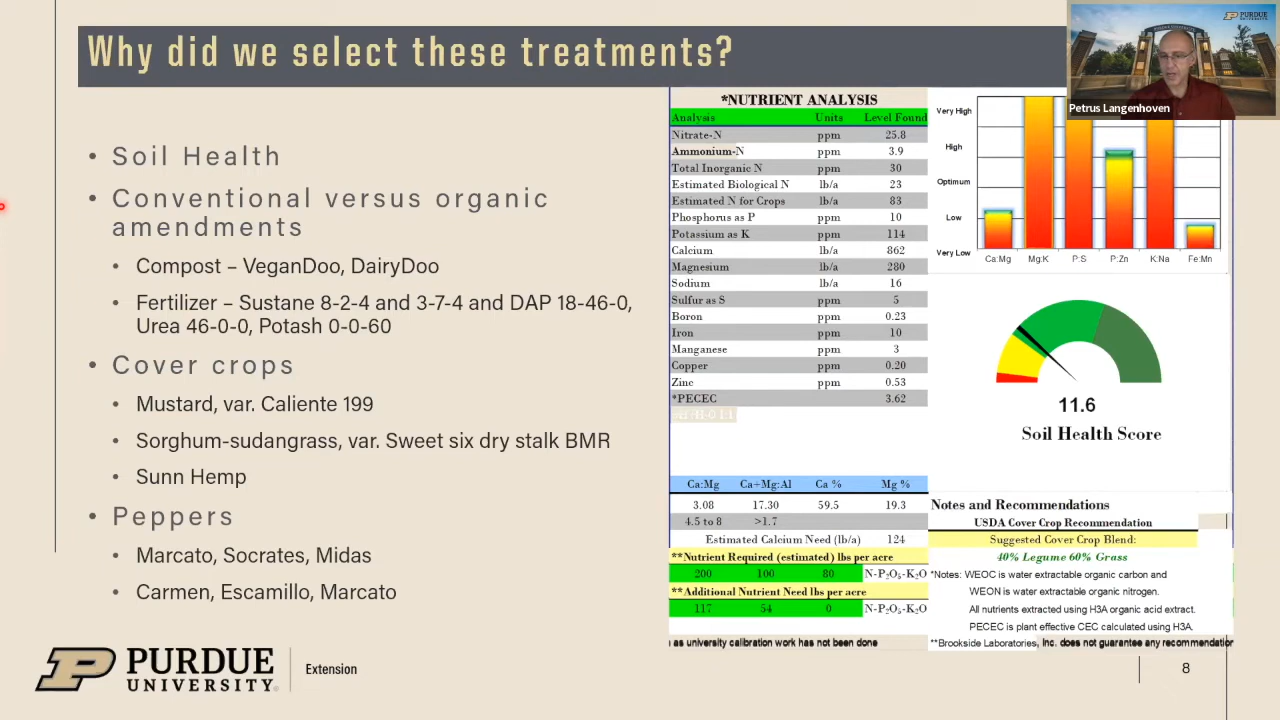 Why did we select these treatments?
PURDUE UNIVERSITY
Petrus Langenhoven
• Soil Health
• Conventional versus organic
amendments
• Compost – VeganDoo, DairyDoo
• Fertilizer – Sustane 8-2-4 and 3-7-4 and DAP 18-46-0,
Urea 46-0-0, Potash 0-0-60
• Cover crops
• Mustard, var. Caliente 199
• Sorghum-sudangrass, var. Sweet six dry stalk BMR
• Sunn Hemp
• Peppers
• Marcato, Socrates, Midas
• Carmen, Escamillo, Marcato
*NUTRIENT ANALYSIS
Analysis Units Level Found
Nitrate-N ppm 25.8
Ammonium-N ppm 3.9
Total Inorganic N ppm 30
Estimated Biological N lb/a 23
Estimated N for Crops lb/a 83
Phosphorus as P ppm 10
Potassium as K ppm 114
Calcium lb/a 862
Magnesium lb/a 280
Sodium lb/a 16
Sulfur as S ppm 5
Boron ppm 0.23
Iron ppm 10
Manganese ppm 3
Copper ppm 0.20
Zinc ppm 0.53
*PECEC 3.62
Ca:Mg Ca+Mg:Al Ca % Mg %
3.08 17.30 59.5 19.3
4.5 to 8 >1.7
Estimated Calcium Need (lb/a) 124
**Nutrient Required (estimated) lbs per acre
200 100 80 N-P₂O₅-K₂O
**Additional Nutrient Need lbs per acre
117 54 0 N-P₂O₅-K₂O
as university calibration work has not been done
Very High
High
Optimum
Low
Very Low
Ca:Mg Mg:K P:S P:Zn K:Na Fe:Mn
11.6
Soil Health Score
Notes and Recommendations
USDA Cover Crop Recommendation
Suggested Cover Crop Blend:
40% Legume 60% Grass
*Notes: WEOC is water extractable organic carbon and
WEON is water extractable organic nitrogen.
All nutrients extracted using H3A organic acid extract.
PECEC is plant effective CEC calculated using H3A.
**Brookside Laboratories, Inc. does not guarantee any recommendation
PURDUE
UNIVERSITY®
Extension
8